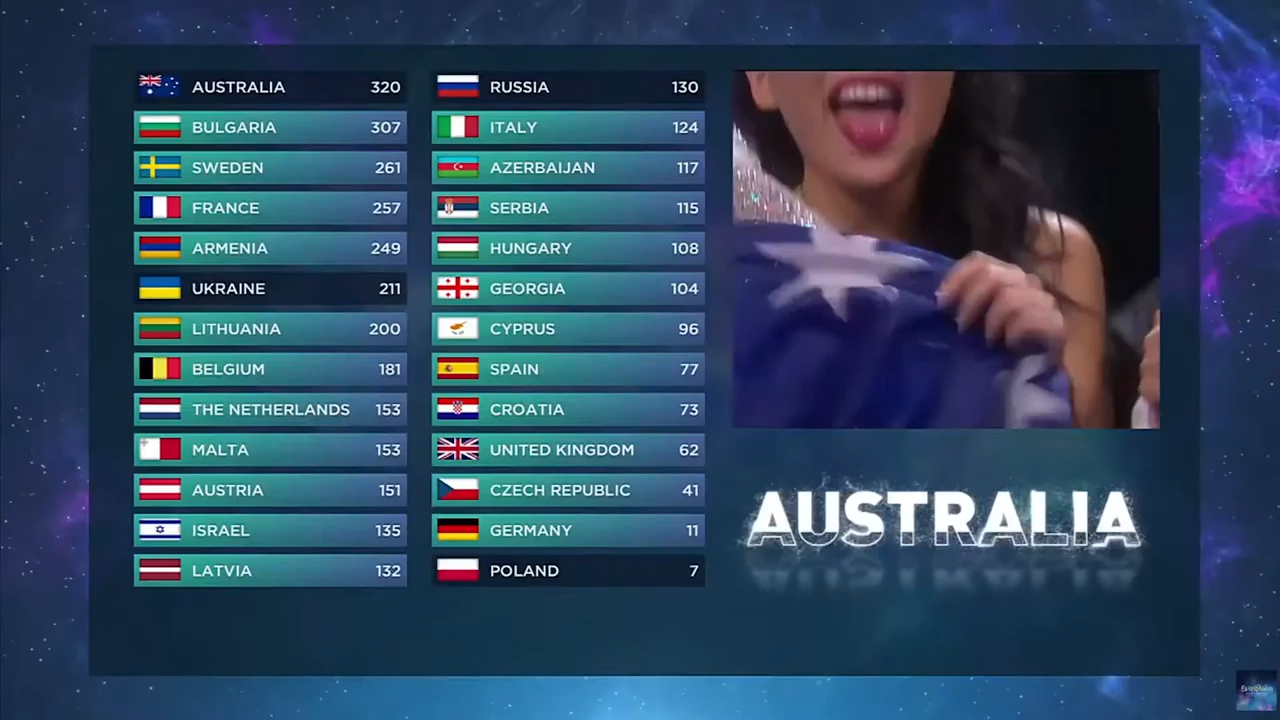 AUSTRALIA 320
BULGARIA 307
SWEDEN 261
FRANCE 257
ARMENIA 249
UKRAINE 211
LITHUANIA 200
BELGIUM 181
THE NETHERLANDS 153
MALTA 153
AUSTRIA 151
ISRAEL 135
LATVIA 132
RUSSIA 130
ITALY 124
AZERBAIJAN 117
SERBIA 115
HUNGARY 108
GEORGIA 104
CYPRUS 96
SPAIN 77
CROATIA 73
UNITED KINGDOM 62
CZECH REPUBLIC 41
GERMANY 11
POLAND 7
AUSTRALIA
Eurovision